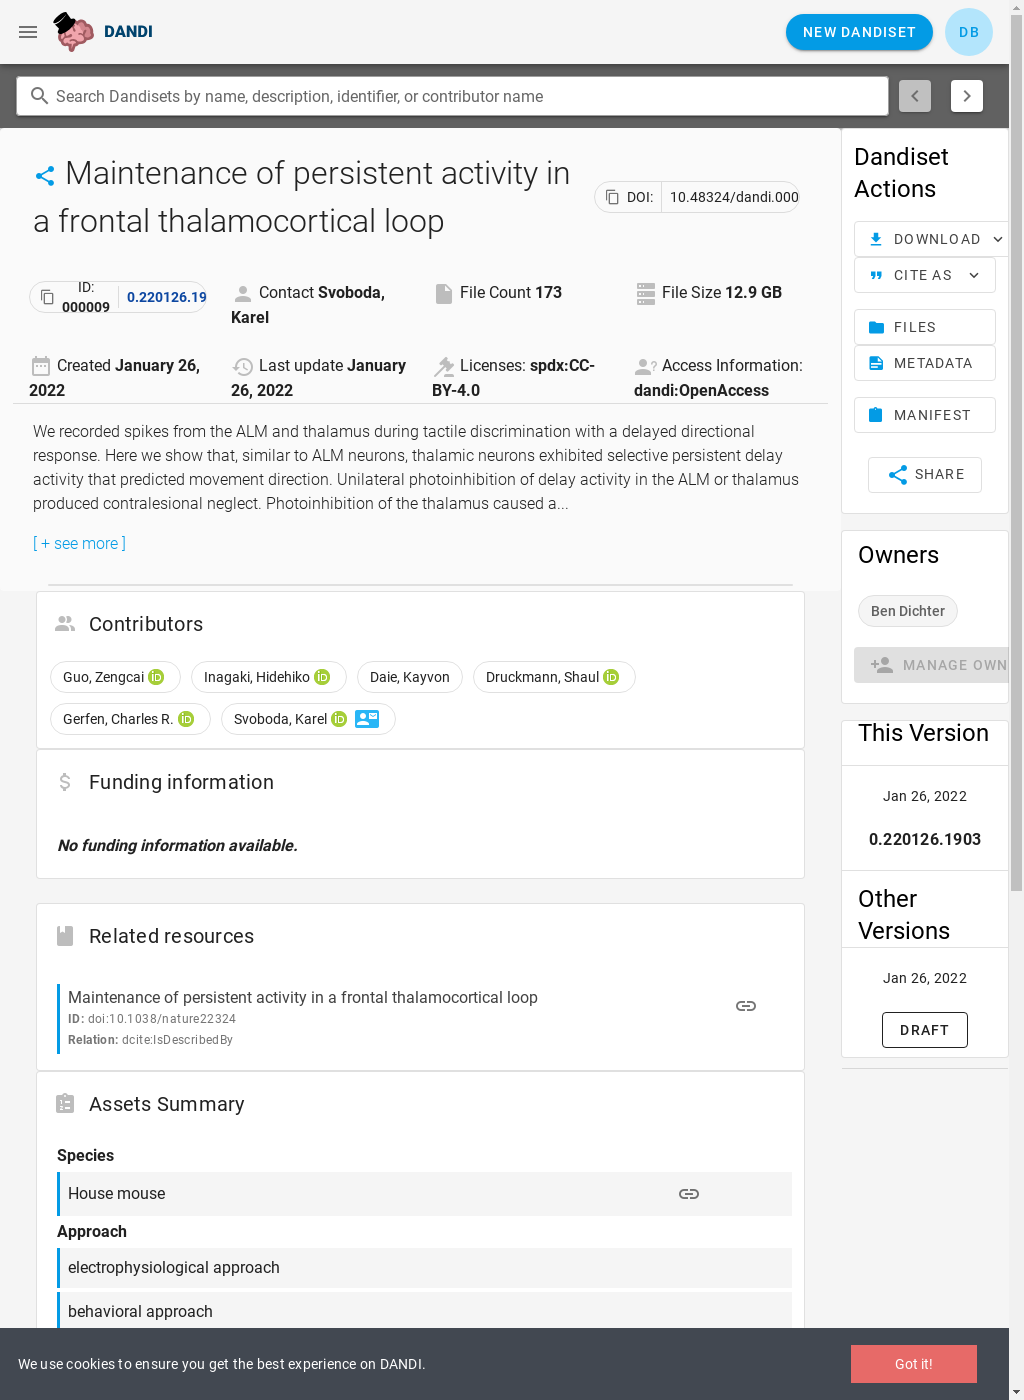 DANDI
NEW DANDISET
DB
Search Dandisets by name, description, identifier, or contributor name
Maintenance of persistent activity in
a frontal thalamocortical loop
DOI:
10.48324/dandi.000
ID:
000009
0.220126.19
Contact Svoboda,
Karel
File Count 173
File Size 12.9 GB
Created January 26,
2022
Last update January
26, 2022
Licenses: spdx:CC-
BY-4.0
Access Information:
dandi:OpenAccess
We recorded spikes from the ALM and thalamus during tactile discrimination with a delayed directional
response. Here we show that, similar to ALM neurons, thalamic neurons exhibited selective persistent delay
activity that predicted movement direction. Unilateral photoinhibition of delay activity in the ALM or thalamus
produced contralesional neglect. Photoinhibition of the thalamus caused a...
[ + see more ]
Contributors
Guo, Zengcai iD
Inagaki, Hidehiko iD
Daie, Kayvon
Druckmann, Shaul iD
Gerfen, Charles R. iD
Svoboda, Karel iD
Funding information
No funding information available.
Related resources
Maintenance of persistent activity in a frontal thalamocortical loop
ID: doi:10.1038/nature22324
Relation: dcite:IsDescribedBy
Assets Summary
Species
House mouse
Approach
electrophysiological approach
behavioral approach
Dandiset
Actions
DOWNLOAD
CITE AS
FILES
METADATA
MANIFEST
SHARE
Owners
Ben Dichter
MANAGE OWN
This Version
Jan 26, 2022
0.220126.1903
Other
Versions
Jan 26, 2022
DRAFT
We use cookies to ensure you get the best experience on DANDI.
Got it!